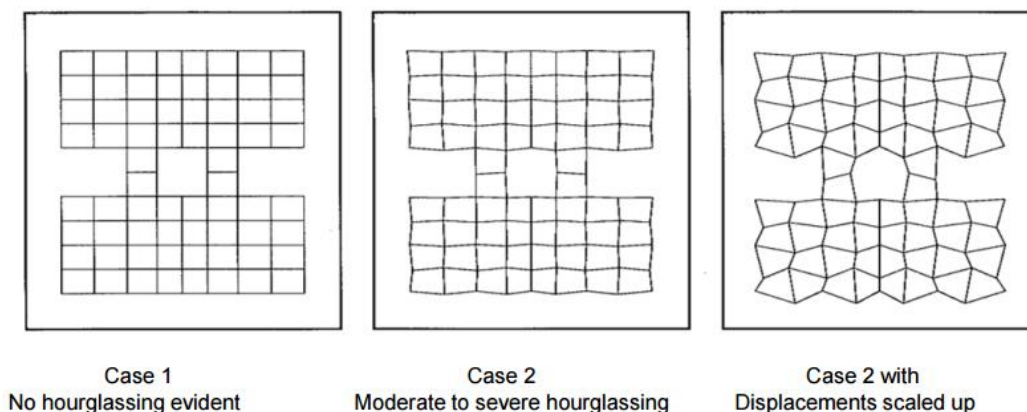 Case 1
No hourglassing evident
Case 2
Moderate to severe hourglassing
Case 2 with
Displacements scaled up